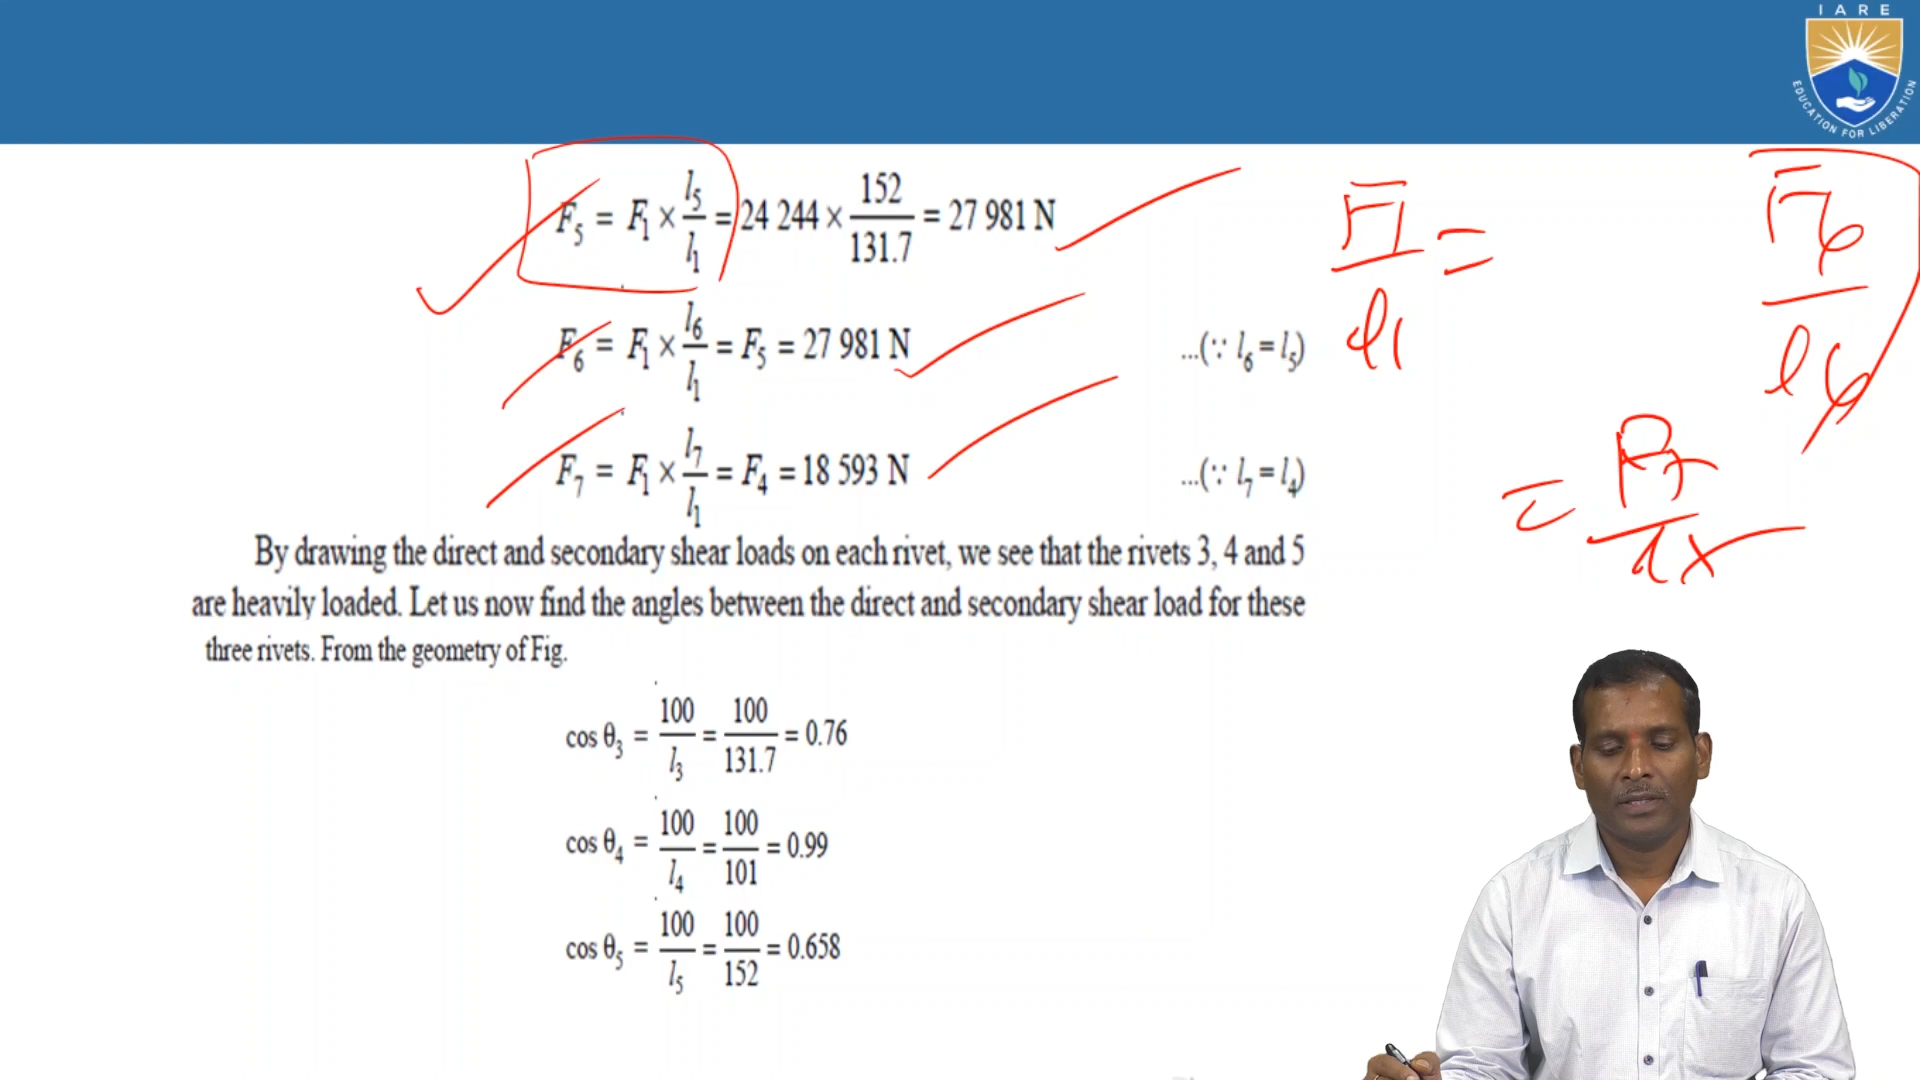 IARE
EDUCATION FOR LIBERATION
F₅ = F₁ × l₅/l₁ = 24 244 × 152/131.7 = 27 981 N
F₆ = F₁ × l₆/l₁ = F₅ = 27 981 N ...(∵ l₆ = l₅)
F₇ = F₁ × l₇/l₁ = F₄ = 18 593 N ...(∵ l₇ = l₄)
F1/l1 =
F6/l6
By drawing the direct and secondary shear loads on each rivet, we see that the rivets 3, 4 and 5
are heavily loaded. Let us now find the angles between the direct and secondary shear load for these
three rivets. From the geometry of Fig.
cos θ₃ = 100/l₃ = 100/131.7 = 0.76
cos θ₄ = 100/l₄ = 100/101 = 0.99
cos θ₅ = 100/l₅ = 100/152 = 0.658